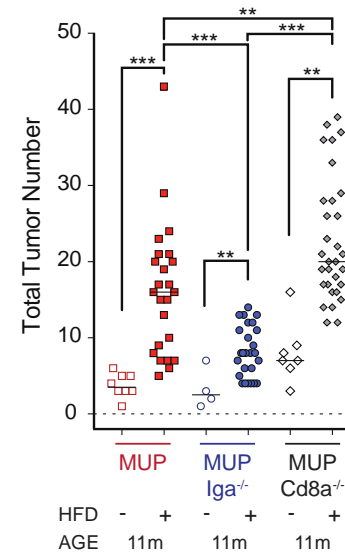 **
*** ***
*** **
**
Total Tumor Number
50
40
30
20
10
0
MUP MUP MUP
Iga-/- Cd8a-/-
HFD - + - + - +
AGE 11m 11m 11m